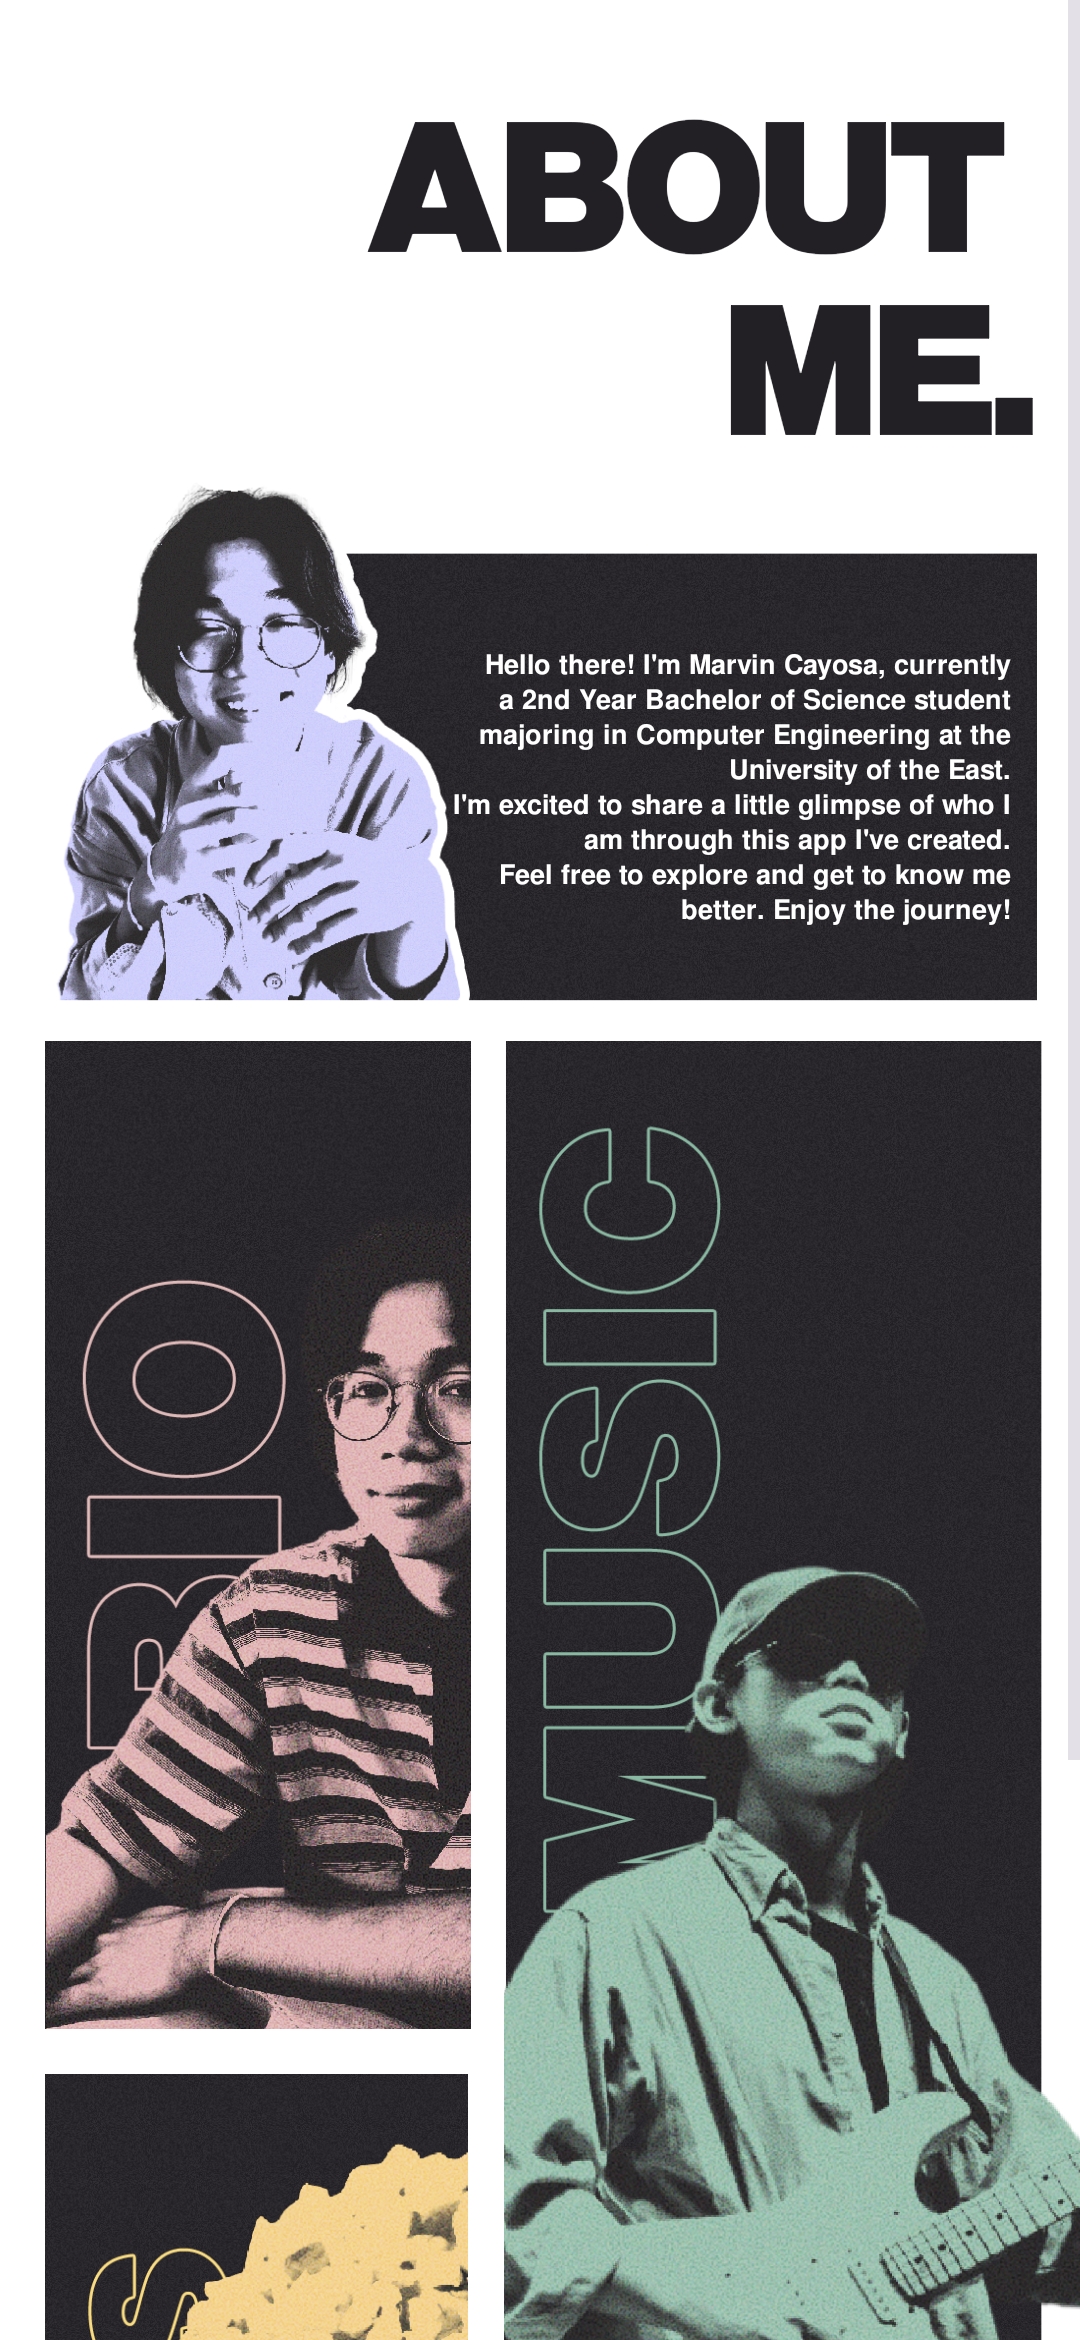 ABOUT
ME.
Hello there! I'm Marvin Cayosa, currently
a 2nd Year Bachelor of Science student
majoring in Computer Engineering at the
University of the East.
I'm excited to share a little glimpse of who I
am through this app I've created.
Feel free to explore and get to know me
better. Enjoy the journey!
BIO
MUSIC
S